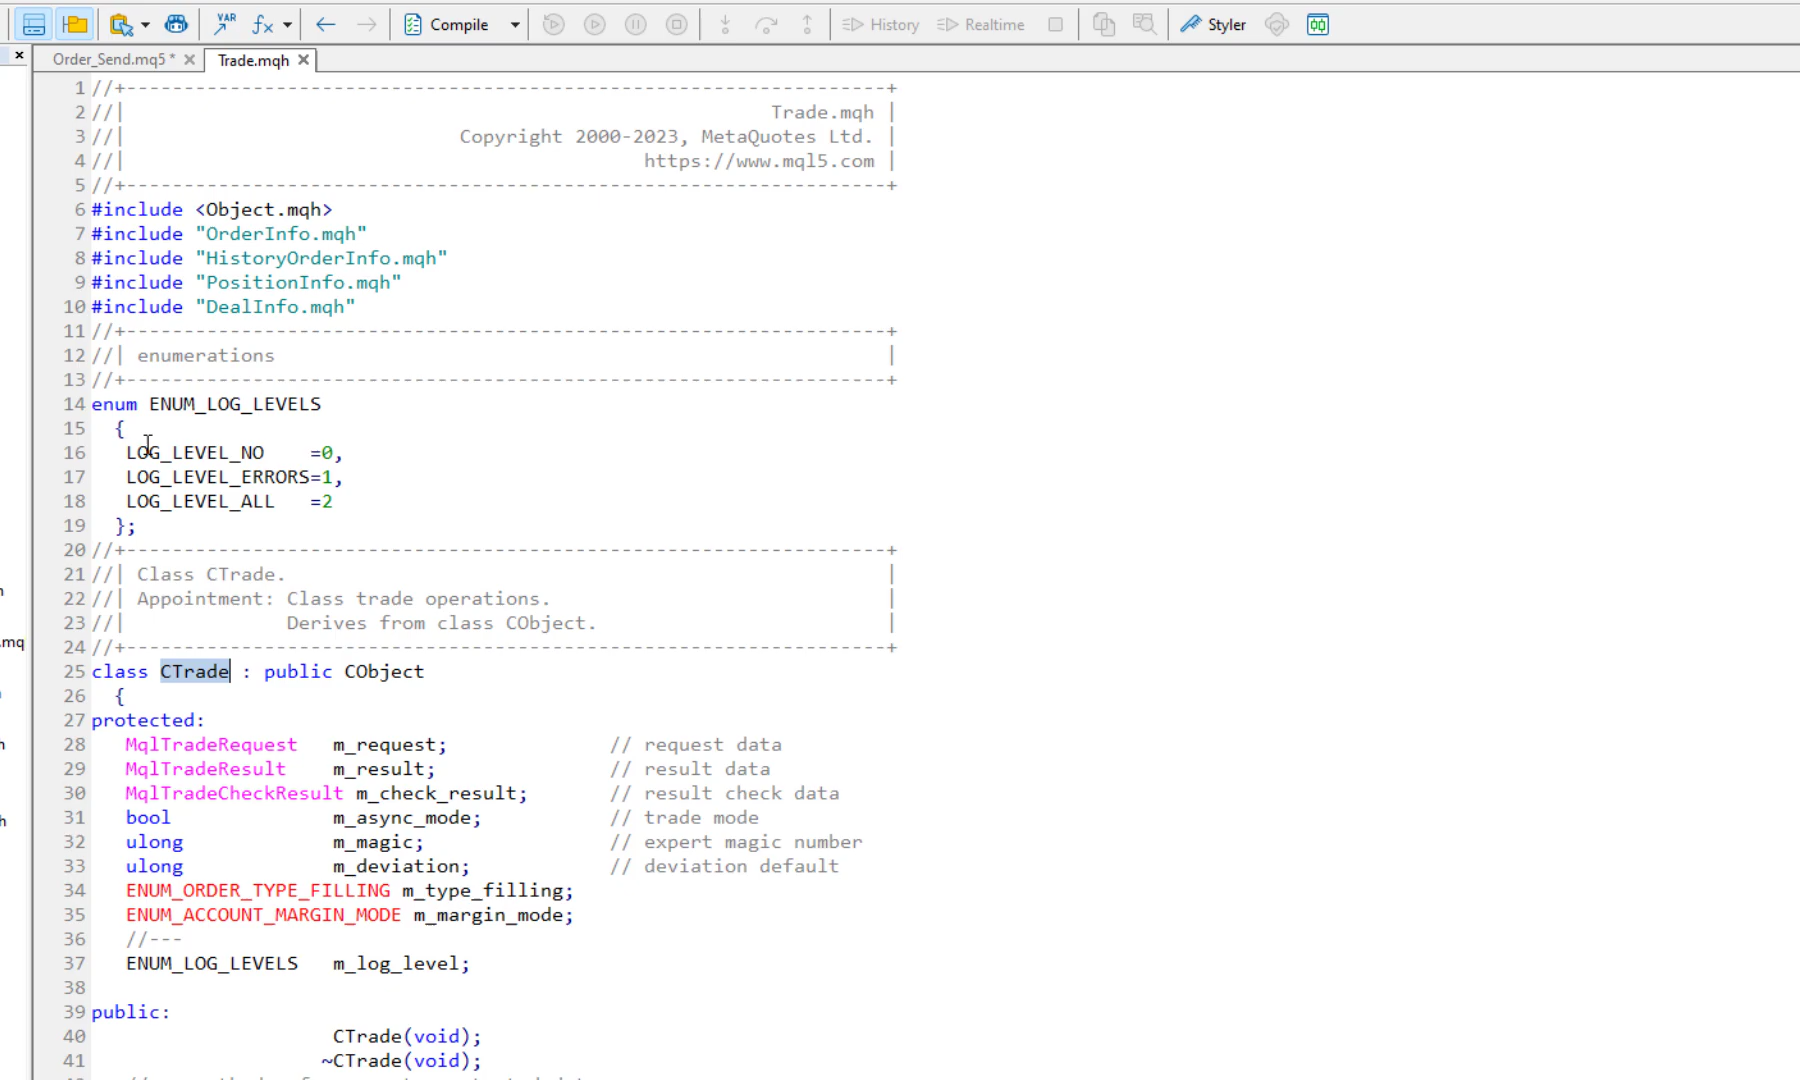 VAR
fx
Compile
History
Realtime
Styler
Order_Send.mq5 *
Trade.mqh
1 //+------------------------------------------------------------------+
2 //| Trade.mqh |
3 //| Copyright 2000-2023, MetaQuotes Ltd. |
4 //| https://www.mql5.com |
5 //+------------------------------------------------------------------+
6 #include <Object.mqh>
7 #include "OrderInfo.mqh"
8 #include "HistoryOrderInfo.mqh"
9 #include "PositionInfo.mqh"
10 #include "DealInfo.mqh"
11 //+------------------------------------------------------------------+
12 //| enumerations |
13 //+------------------------------------------------------------------+
14 enum ENUM_LOG_LEVELS
15 {
16 LOG_LEVEL_NO =0,
17 LOG_LEVEL_ERRORS=1,
18 LOG_LEVEL_ALL =2
19 };
20 //+------------------------------------------------------------------+
21 //| Class CTrade. |
22 //| Appointment: Class trade operations. |
23 //| Derives from class CObject. |
24 //+------------------------------------------------------------------+
25 class CTrade : public CObject
26 {
27 protected:
28 MqlTradeRequest m_request; // request data
29 MqlTradeResult m_result; // result data
30 MqlTradeCheckResult m_check_result; // result check data
31 bool m_async_mode; // trade mode
32 ulong m_magic; // expert magic number
33 ulong m_deviation; // deviation default
34 ENUM_ORDER_TYPE_FILLING m_type_filling;
35 ENUM_ACCOUNT_MARGIN_MODE m_margin_mode;
36 //---
37 ENUM_LOG_LEVELS m_log_level;
38
39 public:
40 CTrade(void);
41 ~CTrade(void);
.mq